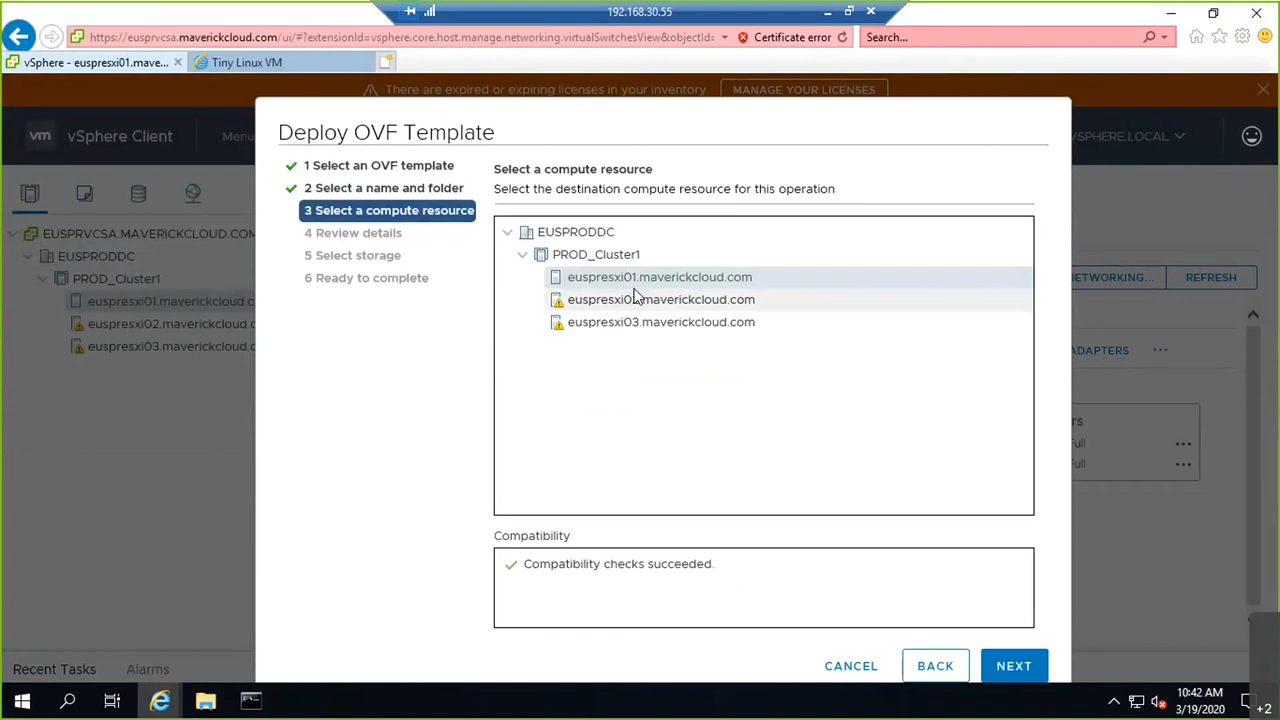 192.168.30.55
https://eusprvcsa.maverickcloud.com/ui/#?extensionId=vsphere.core.host.manage.networking.virtualSwitchesView&objectId= Certificate error Search...
vSphere - euspresxi01.mave... Tiny Linux VM
There are expired or expiring licenses in your inventory MANAGE YOUR LICENSES
vm vSphere Client Menu VSPHERE.LOCAL
Deploy OVF Template
1 Select an OVF template
2 Select a name and folder
3 Select a compute resource
4 Review details
5 Select storage
6 Ready to complete
Select a compute resource
Select the destination compute resource for this operation
EUSPRODDC
PROD_Cluster1
euspresxi01.maverickcloud.com
euspresxi02.maverickcloud.com
euspresxi03.maverickcloud.com
Compatibility
Compatibility checks succeeded.
CANCEL BACK NEXT
EUSPRVCSA.MAVERICKCLOUD.COM
EUSPRODDC
PROD_Cluster1
euspresxi01.maverickcloud.c
euspresxi02.maverickcloud.c
euspresxi03.maverickcloud.c
NETWORKING... REFRESH
ADAPTERS ...
rs
Full ...
Full ...
Recent Tasks Alarms
10:42 AM
3/19/2020
+2